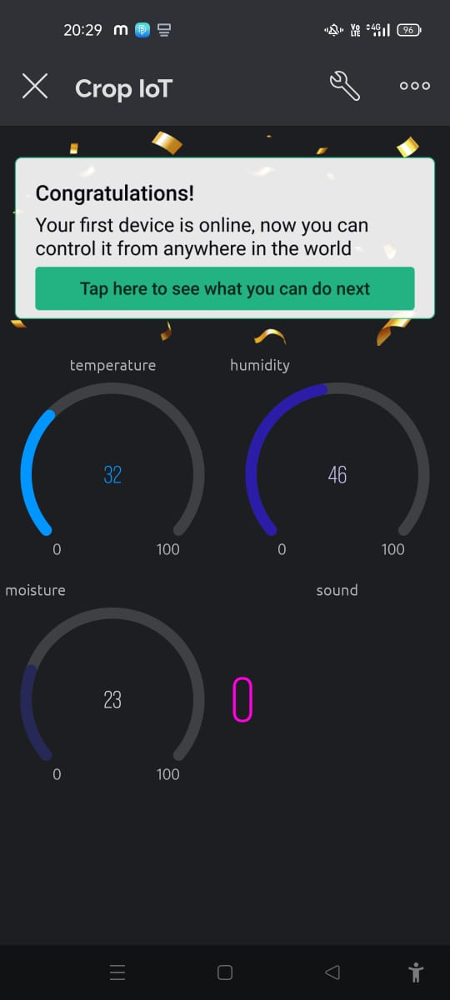 20:29 m VO LTE 4G 96
Crop IoT
Congratulations!
Your first device is online, now you can
control it from anywhere in the world
Tap here to see what you can do next
temperature humidity
32 46
0 100 0 100
moisture sound
23 0
0 100